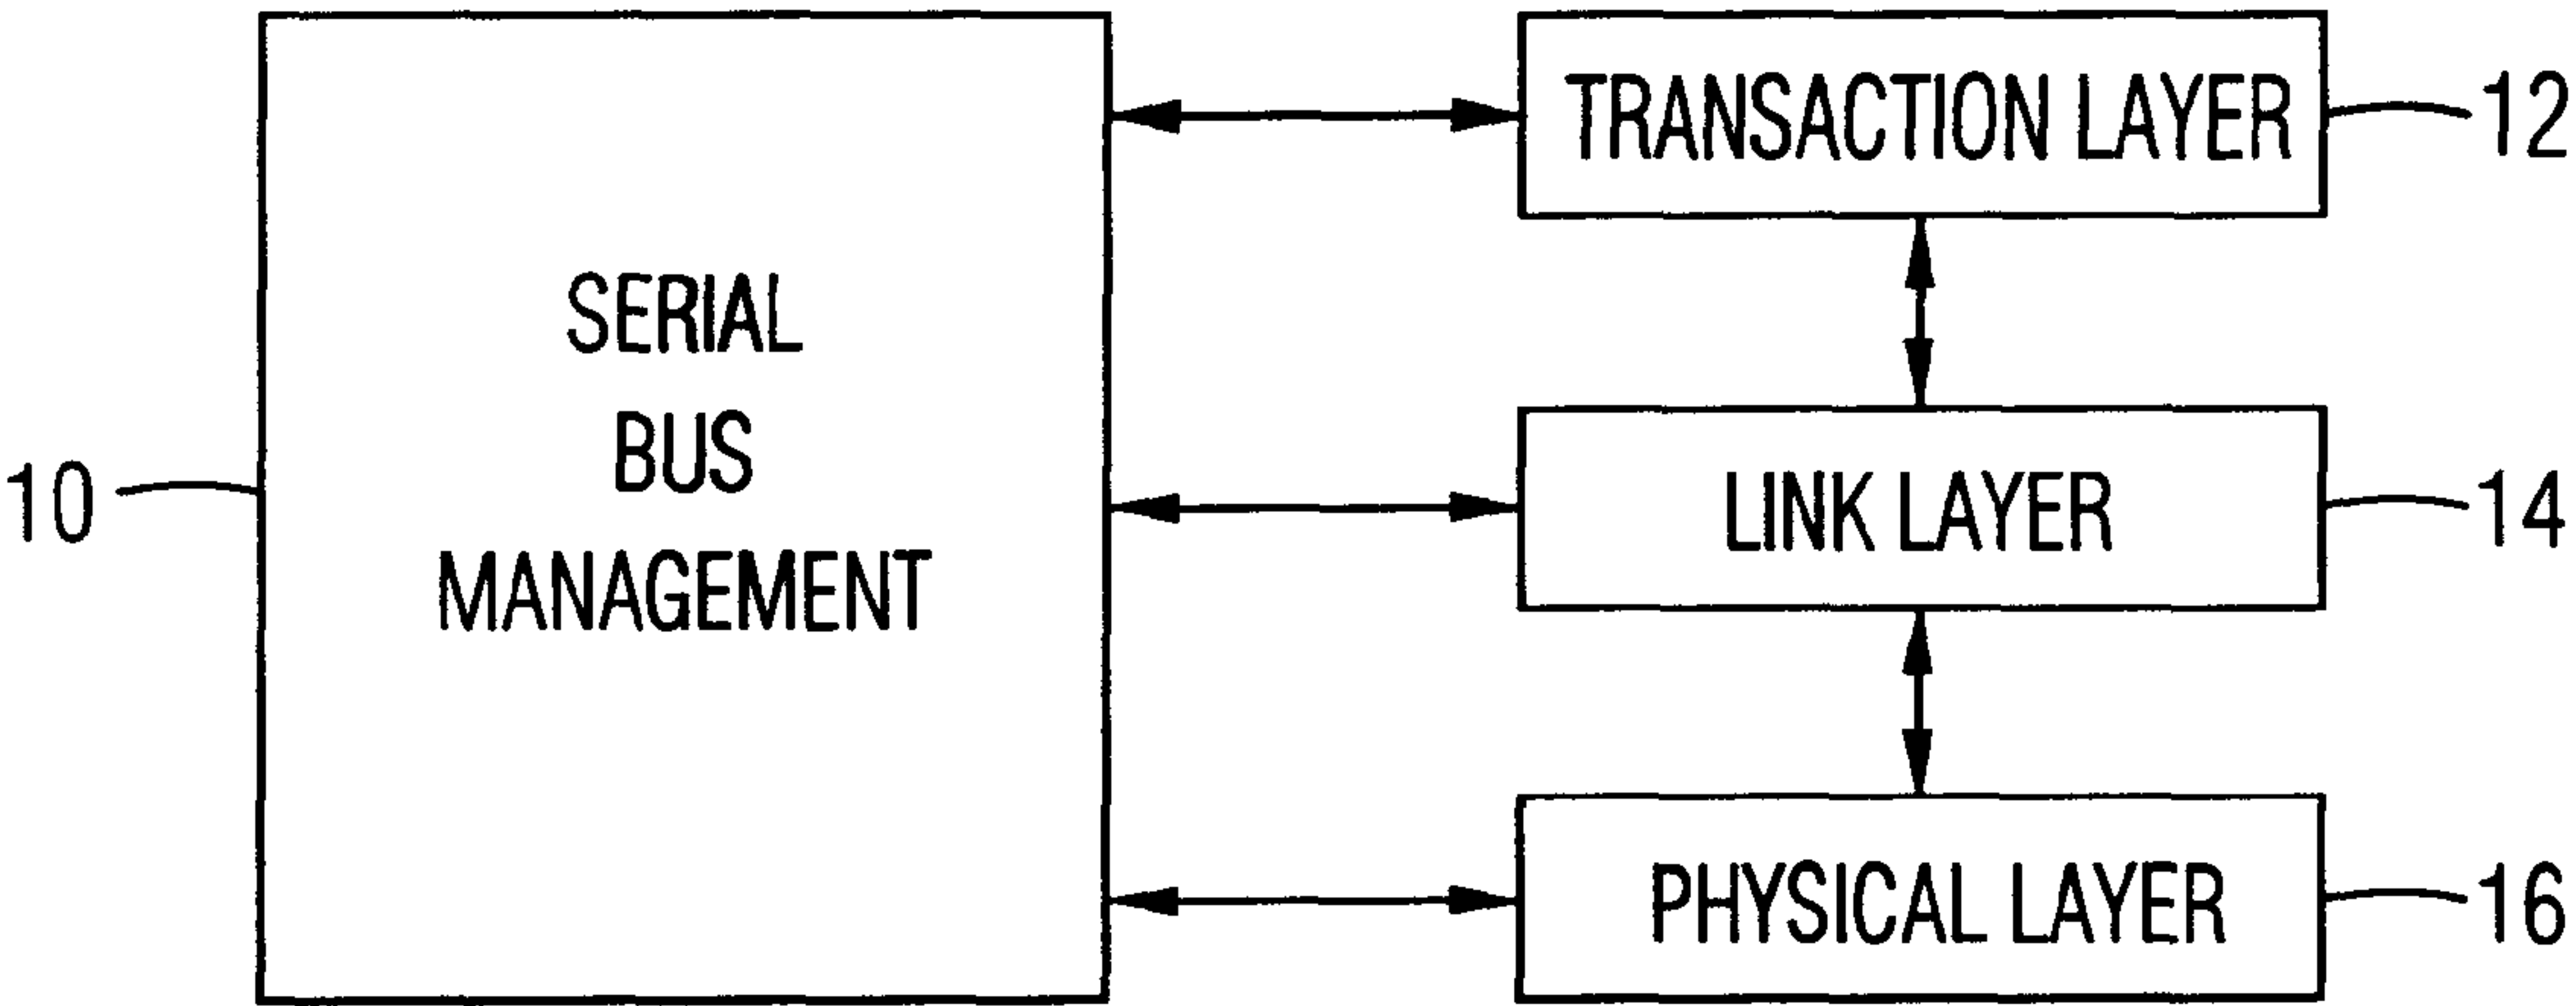 SERIAL
BUS
MANAGEMENT
10
TRANSACTION LAYER
12
LINK LAYER
14
PHYSICAL LAYER
16